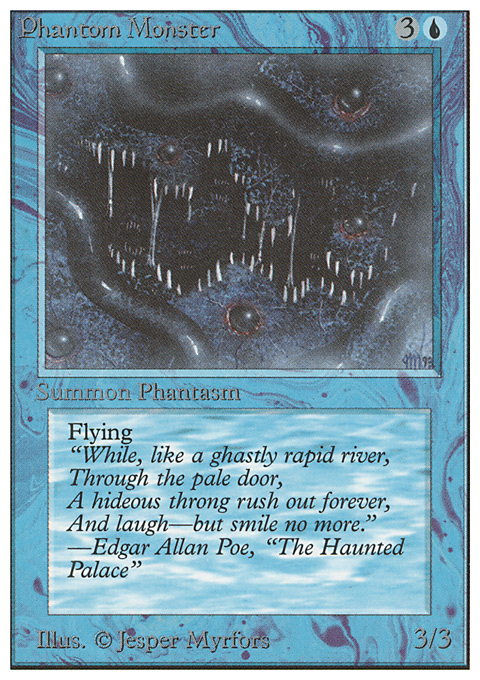 Phantom Monster 3
Summon Phantasm
Flying
“While, like a ghastly rapid river,
Through the pale door,
A hideous throng rush out forever,
And laugh—but smile no more.”
—Edgar Allan Poe, “The Haunted
Palace”
Illus. © Jesper Myrfors 3/3